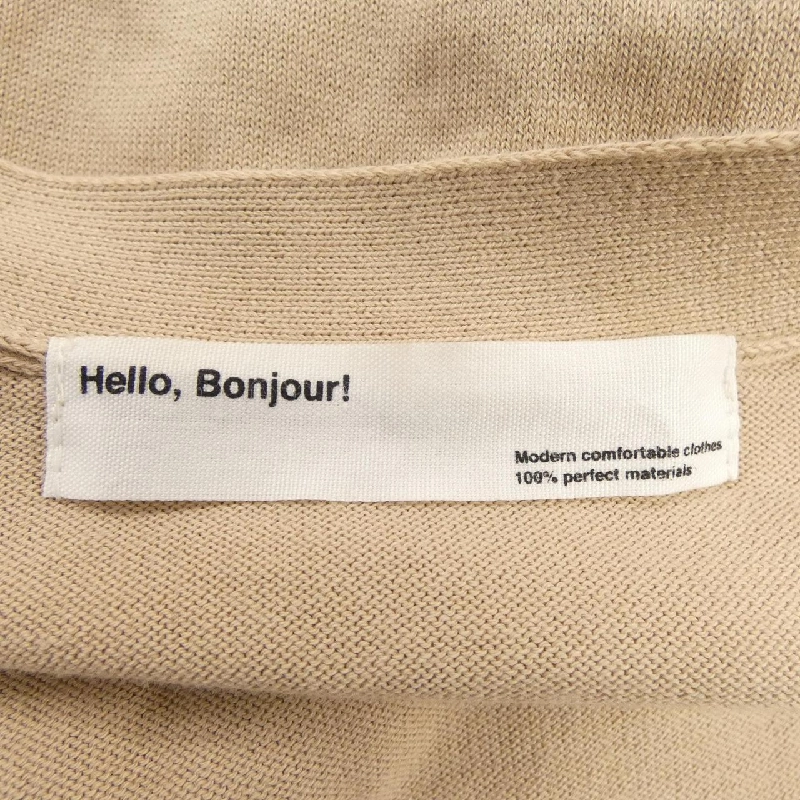 Hello, Bonjour!
Modern comfortable clothes
100% perfect materials